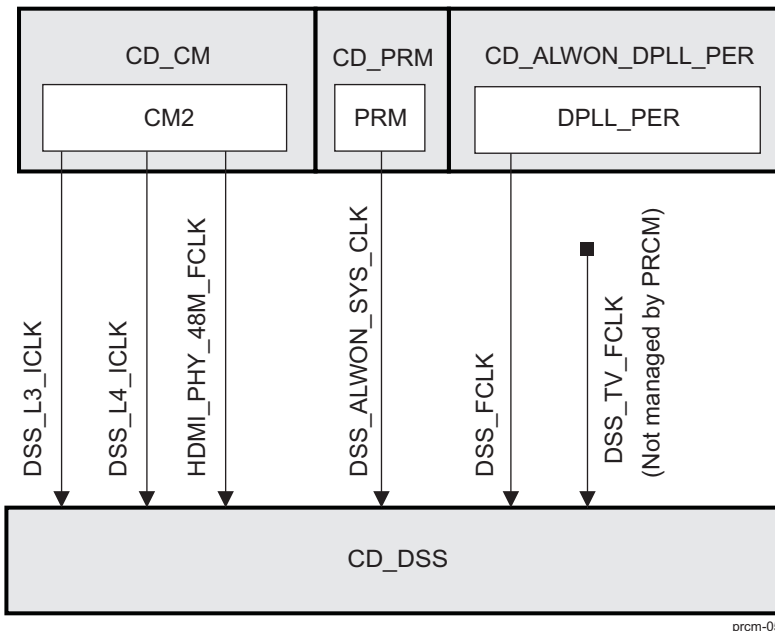 CD_CM
CD_PRM
CD_ALWON_DPLL_PER
CM2
PRM
DPLL_PER
DSS_L3_ICLK
DSS_L4_ICLK
HDMI_PHY_48M_FCLK
DSS_ALWON_SYS_CLK
DSS_FCLK
DSS_TV_FCLK
(Not managed by PRCM)
CD_DSS